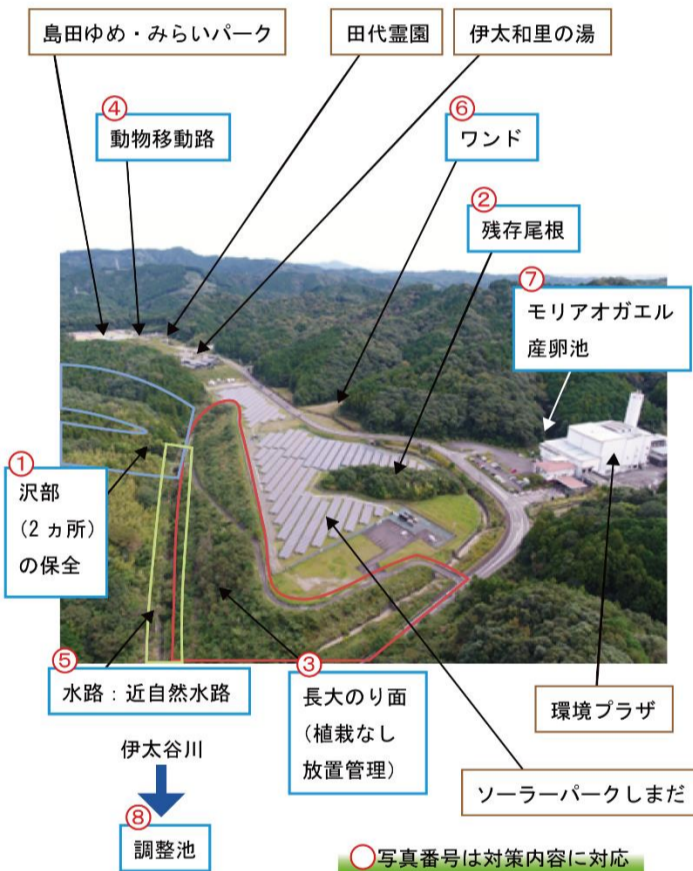 島田ゆめ・みらいパーク
田代霊園
伊太和里の湯
④
動物移動路
⑥
ワンド
②
残存尾根
⑦
モリアオガエル
産卵池
①
沢部
(2ヵ所)
の保全
⑤
水路：近自然水路
③
長大のり面
(植栽なし
放置管理)
環境プラザ
伊太谷川
ソーラーパークしまだ
⑧
調整池
○写真番号は対策内容に対応